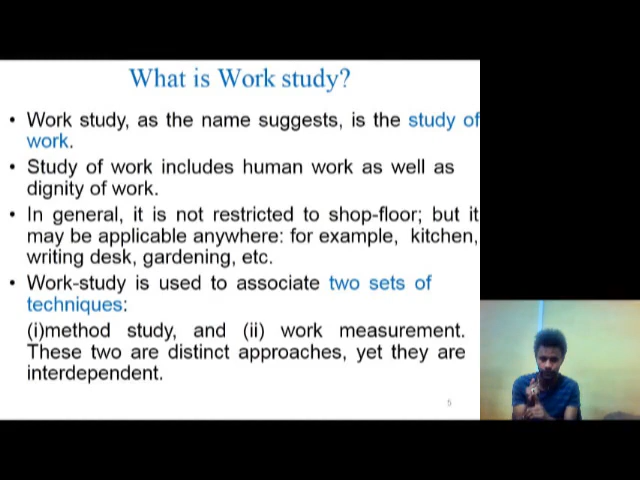 What is Work study?
• Work study, as the name suggests, is the study of
work.
• Study of work includes human work as well as
dignity of work.
• In general, it is not restricted to shop-floor; but it
may be applicable anywhere: for example, kitchen,
writing desk, gardening, etc.
• Work-study is used to associate two sets of
techniques:
(i)method study, and (ii) work measurement.
These two are distinct approaches, yet they are
interdependent.
5